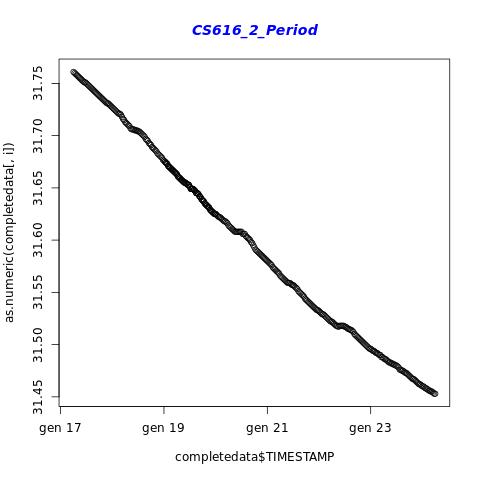 CS616_2_Period
as.numeric(completedata[, i])
31.75
31.70
31.65
31.60
31.55
31.50
31.45
gen 17 gen 19 gen 21 gen 23
completedata$TIMESTAMP